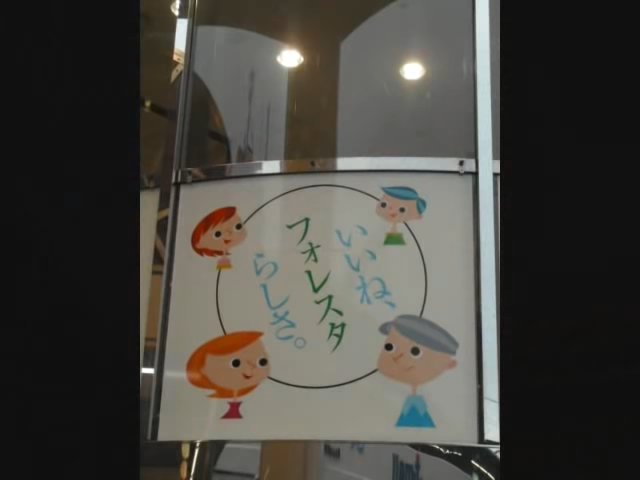 いいね、
フォレスタ
らしさ。